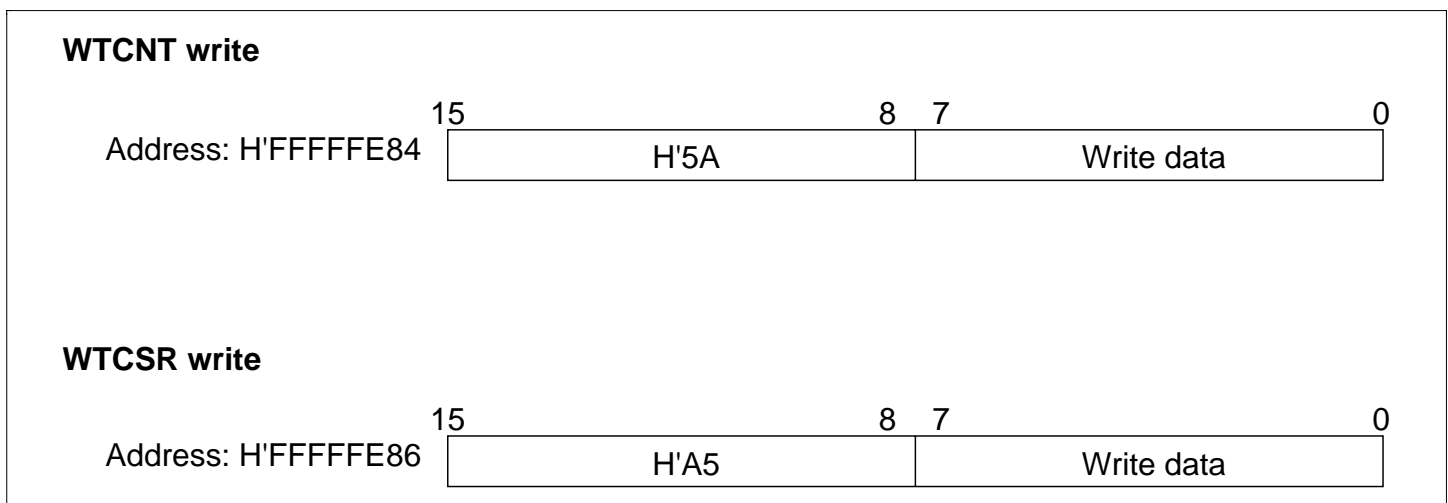 WTCNT write
15 8 7 0
Address: H'FFFFFE84 H'5A Write data
WTCSR write
15 8 7 0
Address: H'FFFFFE86 H'A5 Write data